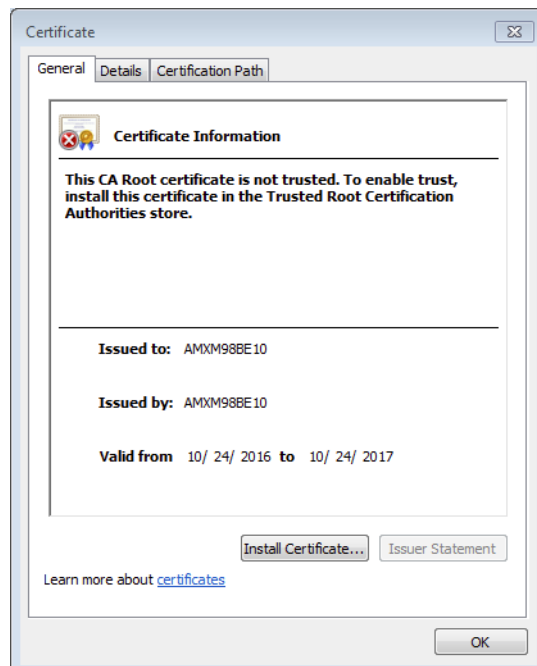 Certificate
General Details Certification Path
Certificate Information
This CA Root certificate is not trusted. To enable trust,
install this certificate in the Trusted Root Certification
Authorities store.
Issued to: AMXM98BE10
Issued by: AMXM98BE10
Valid from 10/ 24/ 2016 to 10/ 24/ 2017
Install Certificate... Issuer Statement
Learn more about certificates
OK